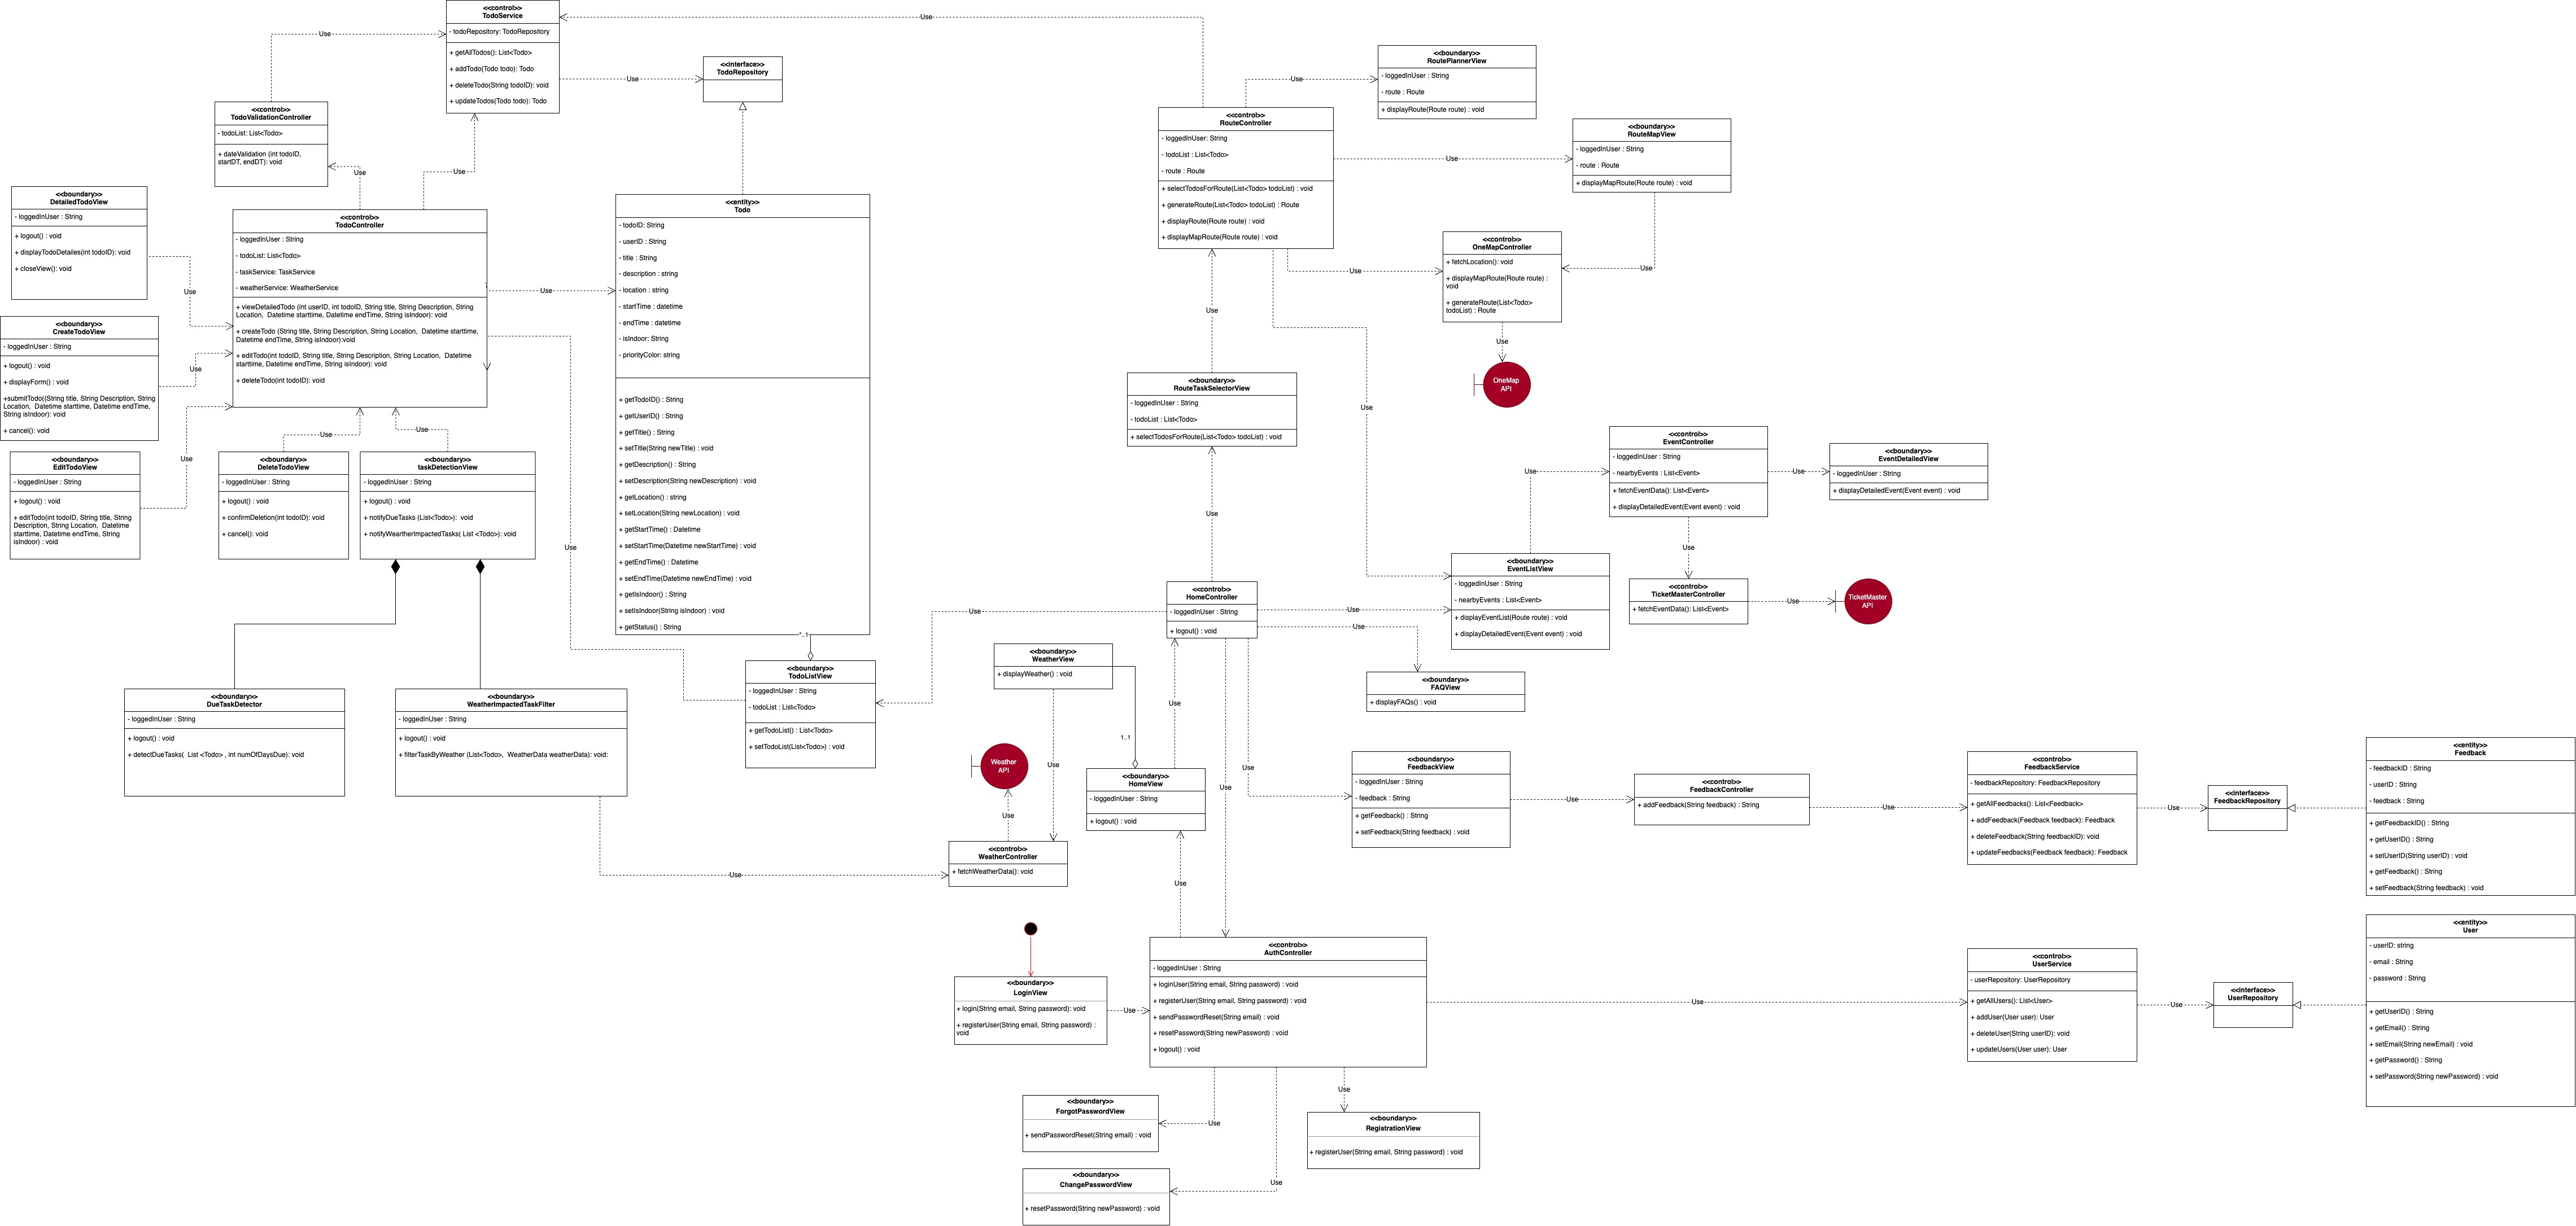 <<control>>
TodoService
- todoRepository: TodoRepository
+ getAllTodos(): List<Todo>
+ addTodo(Todo todo): Todo
+ deleteTodo(String todoID): void
+ updateTodos(Todo todo): Todo
Use
Use
Use
<<interface>>
TodoRepository
<<control>>
TodoValidationController
- todoList: List<Todo>
+ dateValidation (int todoID,
startDT, endDT): void
Use
Use
<<boundary>>
DetailedTodoView
- loggedInUser : String
+ logout() : void
+ displayTodoDetailes(int todoID): void
+ closeView(): void
Use
<<control>>
TodoController
- loggedInUser : String
- todoList: List<Todo>
- taskService: TaskService
- weatherService: WeatherService
+ viewDetailedTodo (int userID, int todoID, String title, String Description, String
Location,  Datetime starttime, Datetime endTime, String isIndoor): void
+ createTodo (String title, String Description, String Location,  Datetime starttime,
Datetime endTime, String isIndoor):void
+ editTodo(int todoID, String title, String Description, String Location,  Datetime
starttime, Datetime endTime, String isIndoor): void
+ deleteTodo(int todoID): void
Use
<<boundary>>
CreateTodoView
- loggedInUser : String
+ logout() : void
+ displayForm() : void
+submitTodo((String title, String Description, String
Location,  Datetime starttime, Datetime endTime,
String isIndoor): void
+ cancel(): void
Use
Use
<<boundary>>
EditTodoView
- loggedInUser : String
+ logout() : void
+ editTodo(int todoID, String title, String
Description, String Location,  Datetime
starttime, Datetime endTime, String
isIndoor) : void
Use
Use
<<boundary>>
DeleteTodoView
- loggedInUser : String
+ logout() : void
+ confirmDeletion(int todoID): void
+ cancel(): void
<<boundary>>
taskDetectionView
- loggedInUser : String
+ logout() : void
+ notifyDueTasks (List<Todo>):  void
+ notifyWeartherImpactedTasks( List <Todo>): void
Use
<<boundary>>
DueTaskDetector
- loggedInUser : String
+ logout() : void
+ detectDueTasks(  List <Todo> , int numOfDaysDue): void
<<boundary>>
WeatherImpactedTaskFilter
- loggedInUser : String
+ logout() : void
+ filterTaskByWeather (List<Todo>,  WeatherData weatherData): void:
Use
<<entity>>
Todo
- todoID: String
- userID : String
- title : String
- description : string
- location : string
- startTime : datetime
- endTime : datetime
- isIndoor: String
- priorityColor: string
+ getTodoID() : String
+ getUserID() : String
+ getTitle() : String
+ setTitle(String newTitle) : void
+ getDescription() : String
+ setDescription(String newDescription) : void
+ getLocation() : string
+ setLocation(String newLocation) : void
+ getStartTime() : Datetime
+ setStartTime(Datetime newStartTime) : void
+ getEndTime() : Datetime
+ setEndTime(Datetime newEndTime) : void
+ getIsIndoor() : String
+ setIsIndoor(String isIndoor) : void
+ getStatus() : String
*..1
<<boundary>>
TodoListView
- loggedInUser : String
- todoList : List<Todo>
+ getTodoList() : List<Todo>
+ setTodoList(List<Todo>) : void
Use
<<boundary>>
WeatherView
+ displayWeather() : void
1..1
Use
Weather
API
Use
<<control>>
WeatherController
+ fetchWeatherData(): void
<<boundary>>
HomeView
- loggedInUser : String
+ logout() : void
Use
Use
Use
Use
<<control>>
RouteController
- loggedInUser: String
- todoList : List<Todo>
- route : Route
+ selectTodosForRoute(List<Todo> todoList) : void
+ generateRoute(List<Todo> todoList) : Route
+ displayRoute(Route route) : void
+ displayMapRoute(Route route) : void
Use
<<boundary>>
RoutePlannerView
- loggedInUser : String
- route : Route
+ displayRoute(Route route) : void
Use
<<boundary>>
RouteMapView
- loggedInUser : String
- route : Route
+ displayMapRoute(Route route) : void
Use
Use
<<control>>
OneMapController
+ fetchLocation(): void
+ displayMapRoute(Route route) :
void
+ generateRoute(List<Todo>
todoList) : Route
Use
OneMap
API
Use
Use
<<boundary>>
RouteTaskSelectorView
- loggedInUser : String
- todoList : List<Todo>
+ selectTodosForRoute(List<Todo> todoList) : void
Use
<<control>>
HomeController
- loggedInUser : String
+ logout() : void
Use
Use
<<boundary>>
EventListView
- loggedInUser : String
- nearbyEvents : List<Event>
+ displayEventList(Route route) : void
+ displayDetailedEvent(Event event) : void
Use
<<control>>
EventController
- loggedInUser : String
- nearbyEvents : List<Event>
+ fetchEventData(): List<Event>
+ displayDetailedEvent(Event event) : void
Use
<<boundary>>
EventDetailedView
- loggedInUser : String
+ displayDetailedEvent(Event event) : void
Use
<<control>>
TicketMasterController
+ fetchEventData(): List<Event>
Use
TicketMaster
API
<<boundary>>
FAQView
+ displayFAQs() : void
Use
<<boundary>>
FeedbackView
- loggedInUser : String
- feedback : String
+ getFeedback() : String
+ setFeedback(String feedback) : void
Use
<<control>>
FeedbackController
+ addFeedback(String feedback) : String
Use
<<control>>
FeedbackService
- feedbackRepository: FeedbackRepository
+ getAllFeedbacks(): List<Feedback>
+ addFeedback(Feedback feedback): Feedback
+ deleteFeedback(String feedbackID): void
+ updateFeedbacks(Feedback feedback): Feedback
Use
<<interface>>
FeedbackRepository
<<entity>>
Feedback
- feedbackID : String
- userID : String
- feedback : String
+ getFeedbackID() : String
+ getUserID() : String
+ setUserID(String userID) : void
+ getFeedback() : String
+ setFeedback(String feedback) : void
<<boundary>>
LoginView
+ login(String email, String password): void
+ registerUser(String email, String password) :
void
Use
<<control>>
AuthController
- loggedInUser : String
+ loginUser(String email, String password) : void
+ registerUser(String email, String password) : void
+ sendPasswordReset(String email) : void
+ resetPassword(String newPassword) : void
+ logout() : void
Use
<<control>>
UserService
- userRepository: UserRepository
+ getAllUsers(): List<User>
+ addUser(User user): User
+ deleteUser(String userID): void
+ updateUsers(User user): User
Use
<<interface>>
UserRepository
<<entity>>
User
- userID: string
- email : String
- password : String
+ getUserID() : String
+ getEmail() : String
+ setEmail(String newEmail) : void
+ getPassword() : String
+ setPassword(String newPassword) : void
Use
<<boundary>>
ForgotPasswordView
+ sendPasswordReset(String email) : void
Use
<<boundary>>
ChangePasswordView
+ resetPassword(String newPassword) : void
Use
<<boundary>>
RegistrationView
+ registerUser(String email, String password) : void